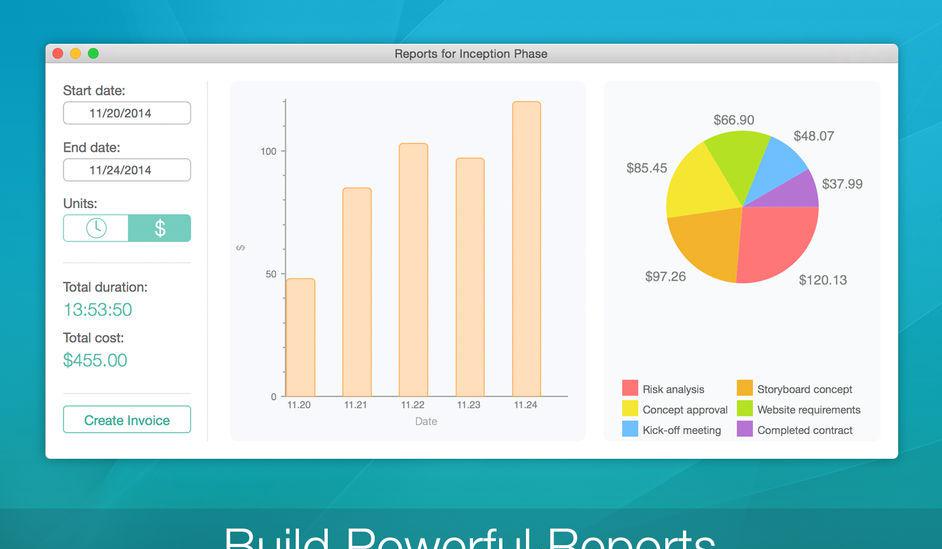 Reports for Inception Phase
Start date:
11/20/2014
End date:
11/24/2014
Units:
$
Total duration:
13:53:50
Total cost:
$455.00
Create Invoice
$
100
50
0
11.20 11.21 11.22 11.23 11.24
Date
$66.90
$48.07
$85.45
$37.99
$97.26
$120.13
Risk analysis Storyboard concept
Concept approval Website requirements
Kick-off meeting Completed contract
Build Powerful Reports